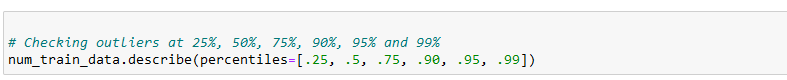 # Checking outliers at 25%, 50%, 75%, 90%, 95% and 99%
num_train_data.describe(percentiles=[.25, .5, .75, .90, .95, .99])